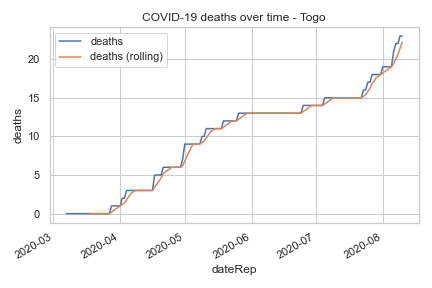 COVID-19 deaths over time - Togo
deaths
deaths (rolling)
20
15
10
5
0
deaths
2020-03
2020-04
2020-05
2020-06
2020-07
2020-08
dateRep